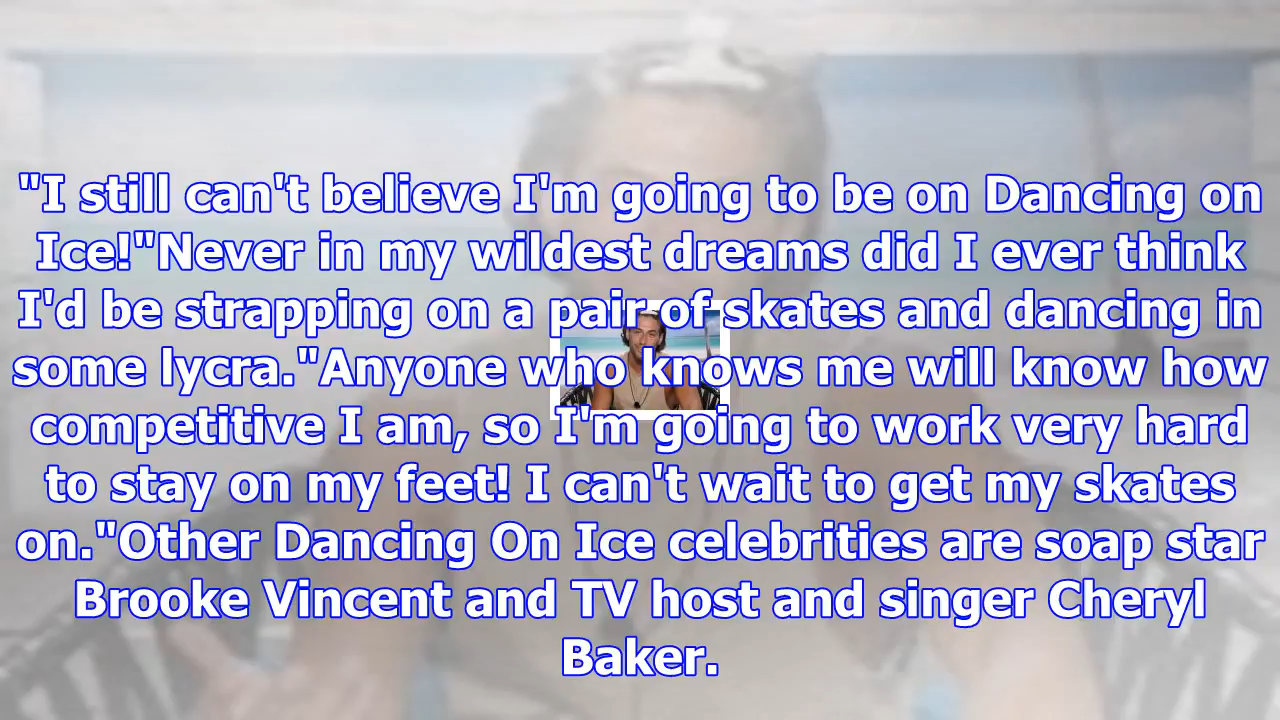 "I still can't believe I'm going to be on Dancing on
Ice!"Never in my wildest dreams did I ever think
I'd be strapping on a pair of skates and dancing in
some lycra."Anyone who knows me will know how
competitive I am, so I'm going to work very hard
to stay on my feet! I can't wait to get my skates
on."Other Dancing On Ice celebrities are soap star
Brooke Vincent and TV host and singer Cheryl
Baker.